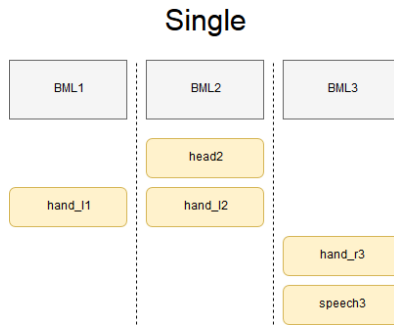 Single
BML1
BML2
BML3
head2
hand_l1
hand_l2
hand_r3
speech3